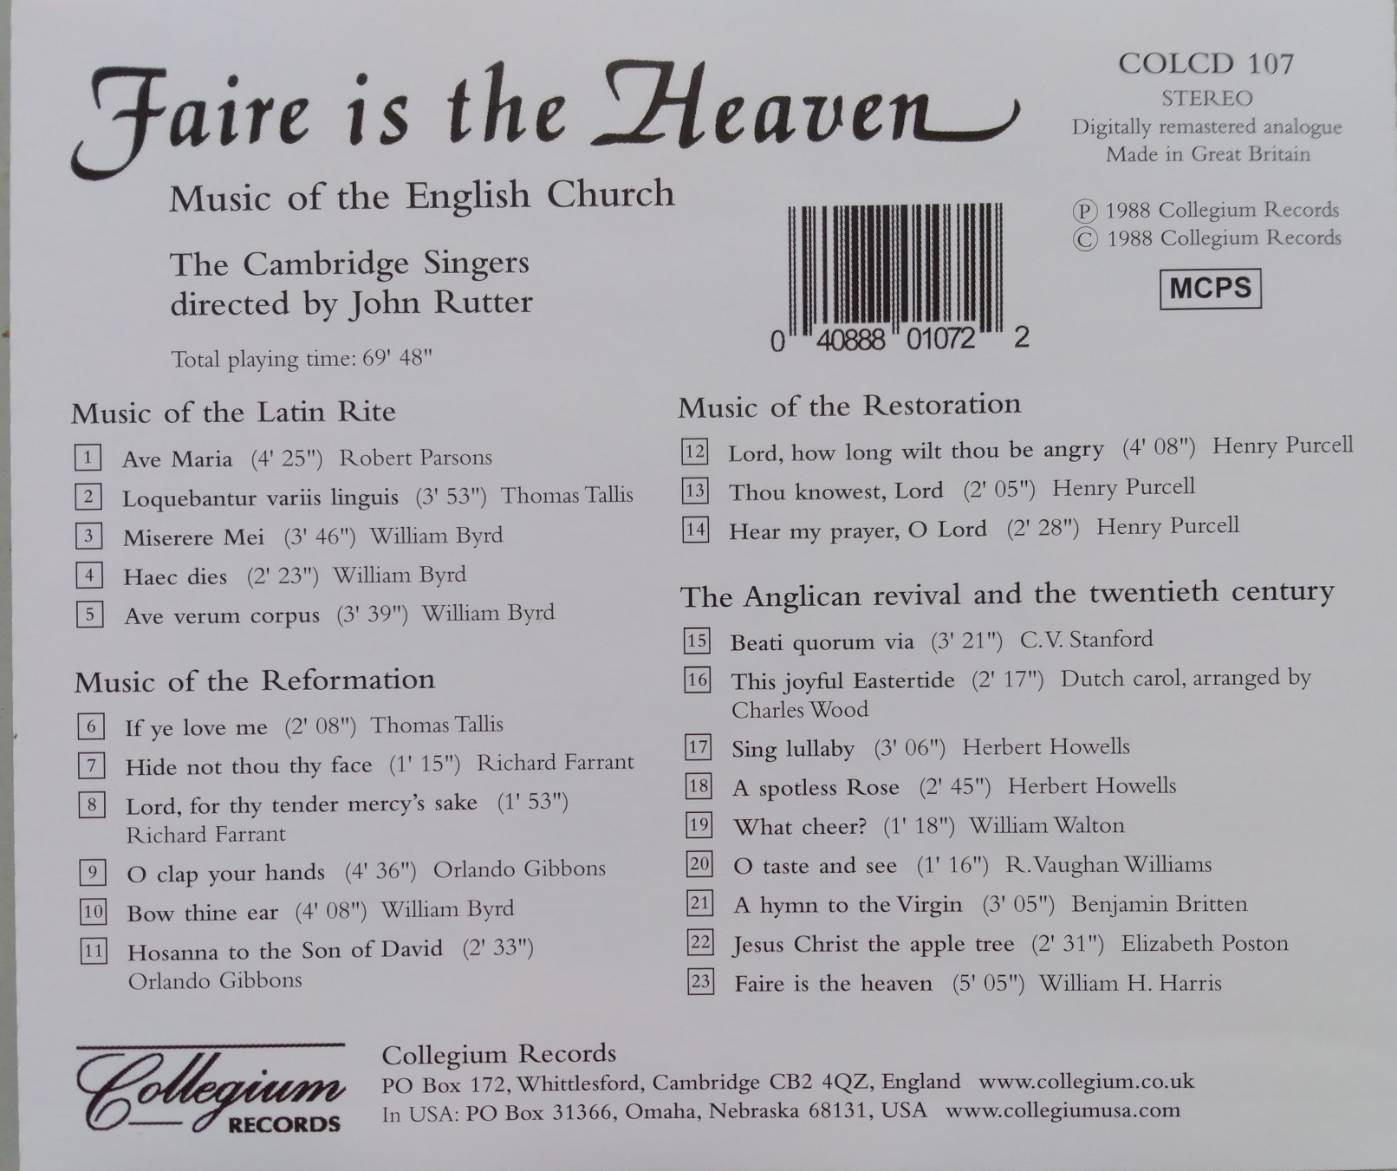 Faire is the Heaven
Music of the English Church
The Cambridge Singers
directed by John Rutter
Total playing time: 69' 48"
COLCD 107
STEREO
Digitally remastered analogue
Made in Great Britain
Ⓟ 1988 Collegium Records
© 1988 Collegium Records
MCPS
0 40888 01072 2
Music of the Latin Rite
1 Ave Maria (4' 25") Robert Parsons
2 Loquebantur variis linguis (3' 53") Thomas Tallis
3 Miserere Mei (3' 46") William Byrd
4 Haec dies (2' 23") William Byrd
5 Ave verum corpus (3' 39") William Byrd
Music of the Reformation
6 If ye love me (2' 08") Thomas Tallis
7 Hide not thou thy face (1' 15") Richard Farrant
8 Lord, for thy tender mercy's sake (1' 53")
Richard Farrant
9 O clap your hands (4' 36") Orlando Gibbons
10 Bow thine ear (4' 08") William Byrd
11 Hosanna to the Son of David (2' 33")
Orlando Gibbons
Music of the Restoration
12 Lord, how long wilt thou be angry (4' 08") Henry Purcell
13 Thou knowest, Lord (2' 05") Henry Purcell
14 Hear my prayer, O Lord (2' 28") Henry Purcell
The Anglican revival and the twentieth century
15 Beati quorum via (3' 21") C.V. Stanford
16 This joyful Eastertide (2' 17") Dutch carol, arranged by
Charles Wood
17 Sing lullaby (3' 06") Herbert Howells
18 A spotless Rose (2' 45") Herbert Howells
19 What cheer? (1' 18") William Walton
20 O taste and see (1' 16") R. Vaughan Williams
21 A hymn to the Virgin (3' 05") Benjamin Britten
22 Jesus Christ the apple tree (2' 31") Elizabeth Poston
23 Faire is the heaven (5' 05") William H. Harris
Collegium
RECORDS
Collegium Records
PO Box 172, Whittlesford, Cambridge CB2 4QZ, England www.collegium.co.uk
In USA: PO Box 31366, Omaha, Nebraska 68131, USA www.collegiumusa.com